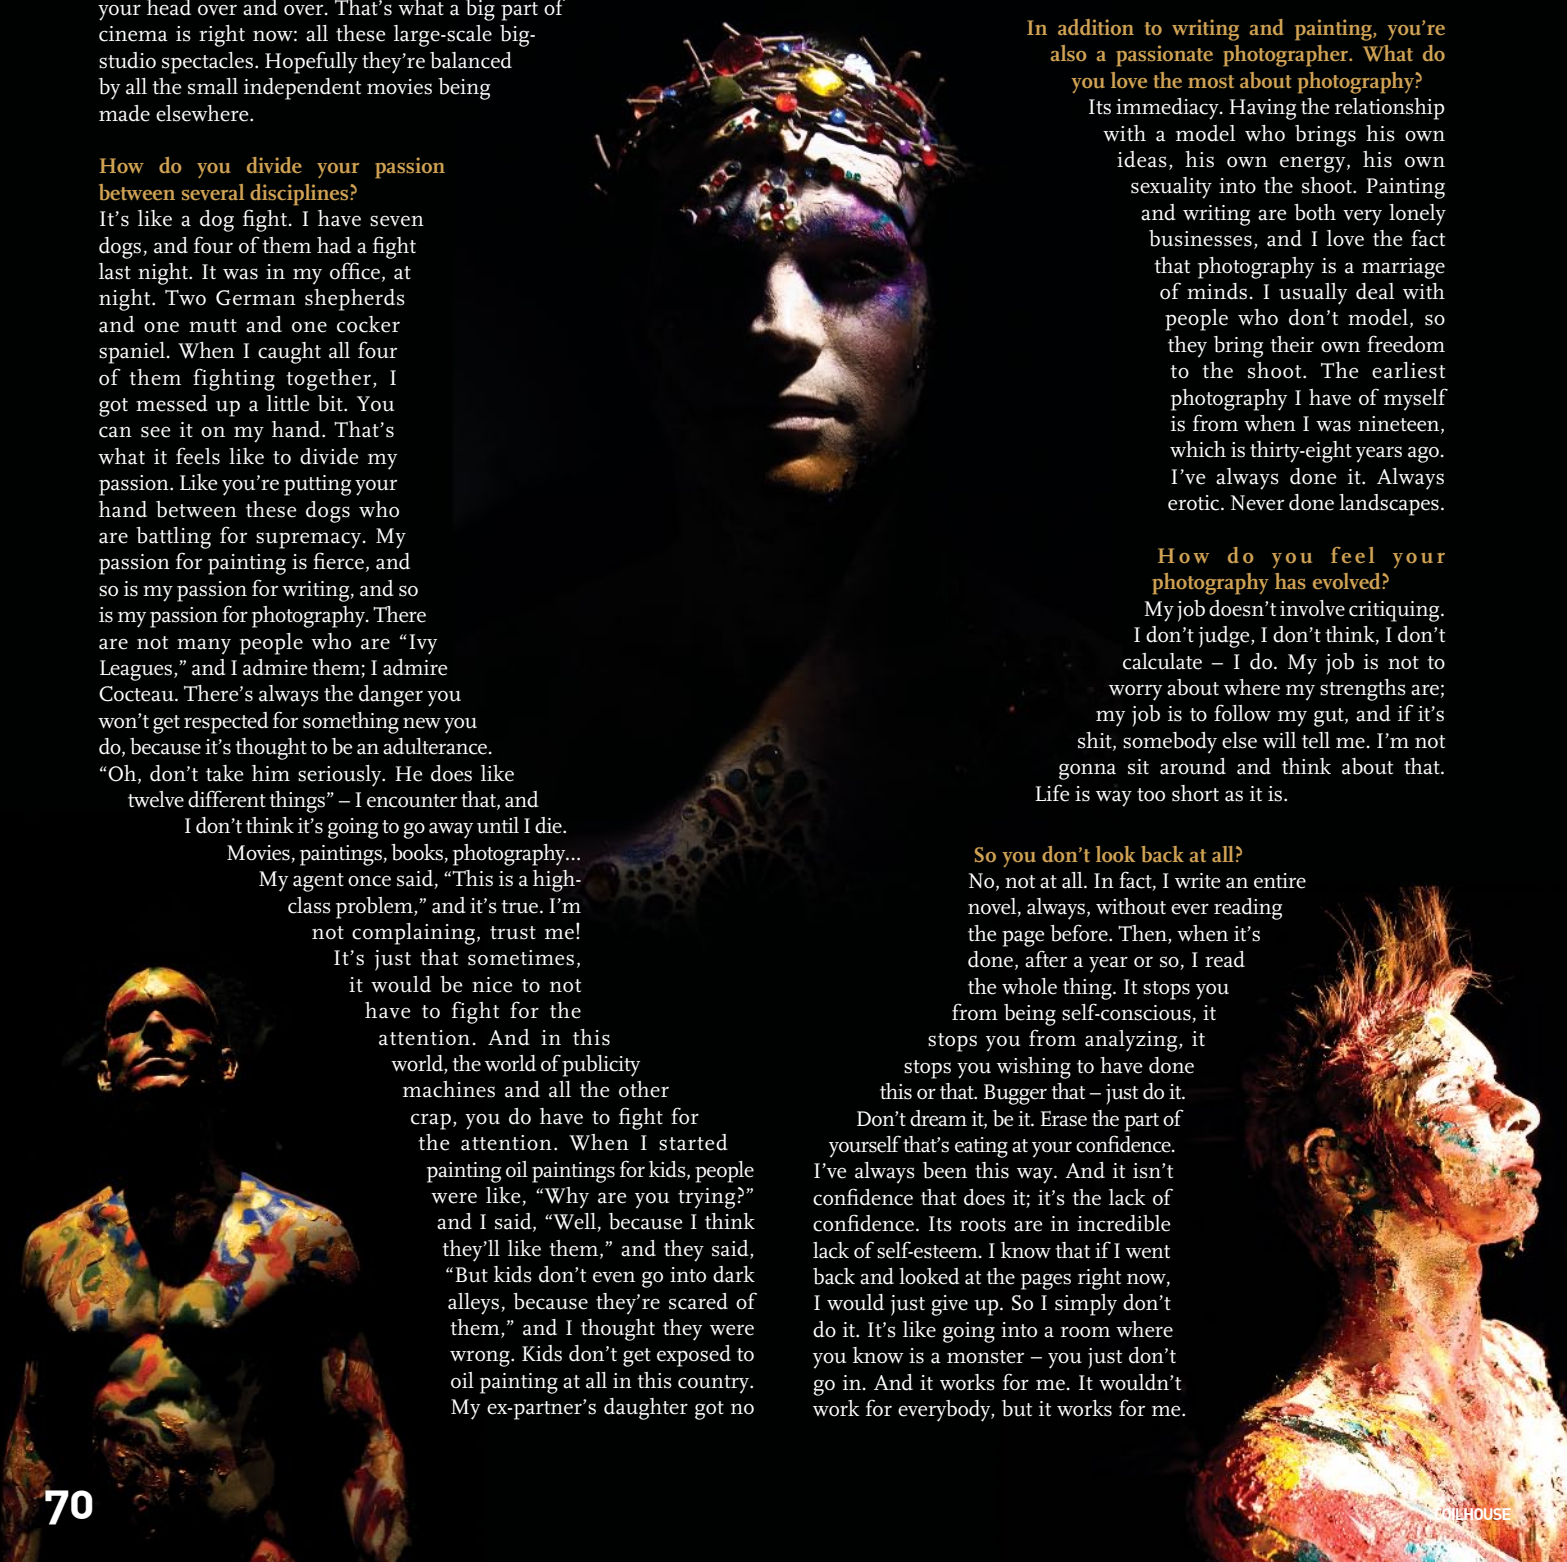 your head over and over. That's what a big part of
cinema is right now: all these large-scale big-
studio spectacles. Hopefully they're balanced
by all the small independent movies being
made elsewhere.
How do you divide your passion
between several disciplines?
It's like a dog fight. I have seven
dogs, and four of them had a fight
last night. It was in my office, at
night. Two German shepherds
and one mutt and one cocker
spaniel. When I caught all four
of them fighting together, I
got messed up a little bit. You
can see it on my hand. That's
what it feels like to divide my
passion. Like you're putting your
hand between these dogs who
are battling for supremacy. My
passion for painting is fierce, and
so is my passion for writing, and so
is my passion for photography. There
are not many people who are “Ivy
Leagues,” and I admire them; I admire
Cocteau. There's always the danger you
won't get respected for something new you
do, because it's thought to be an adulterance.
“Oh, don't take him seriously. He does like
twelve different things” – I encounter that, and
I don't think it's going to go away until I die.
Movies, paintings, books, photography...
My agent once said, “This is a high-
class problem,” and it's true. I'm
not complaining, trust me!
It's just that sometimes,
it would be nice to not
have to fight for the
attention. And in this
world, the world of publicity
machines and all the other
crap, you do have to fight for
the attention. When I started
painting oil paintings for kids, people
were like, “Why are you trying?”
and I said, “Well, because I think
they'll like them,” and they said,
“But kids don't even go into dark
alleys, because they're scared of
them,” and I thought they were
wrong. Kids don't get exposed to
oil painting at all in this country.
My ex-partner's daughter got no
In addition to writing and painting, you're
also a passionate photographer. What do
you love the most about photography?
Its immediacy. Having the relationship
with a model who brings his own
ideas, his own energy, his own
sexuality into the shoot. Painting
and writing are both very lonely
businesses, and I love the fact
that photography is a marriage
of minds. I usually deal with
people who don't model, so
they bring their own freedom
to the shoot. The earliest
photography I have of myself
is from when I was nineteen,
which is thirty-eight years ago.
I've always done it. Always
erotic. Never done landscapes.
How do you feel your
photography has evolved?
My job doesn't involve critiquing.
I don't judge, I don't think, I don't
calculate – I do. My job is not to
worry about where my strengths are;
my job is to follow my gut, and if it's
shit, somebody else will tell me. I'm not
gonna sit around and think about that.
Life is way too short as it is.
So you don't look back at all?
No, not at all. In fact, I write an entire
novel, always, without ever reading
the page before. Then, when it's
done, after a year or so, I read
the whole thing. It stops you
from being self-conscious, it
stops you from analyzing, it
stops you wishing to have done
this or that. Bugger that – just do it.
Don't dream it, be it. Erase the part of
yourself that's eating at your confidence.
I've always been this way. And it isn't
confidence that does it; it's the lack of
confidence. Its roots are in incredible
lack of self-esteem. I know that if I went
back and looked at the pages right now,
I would just give up. So I simply don't
do it. It's like going into a room where
you know is a monster – you just don't
go in. And it works for me. It wouldn't
work for everybody, but it works for me.
70
COILHOUSE